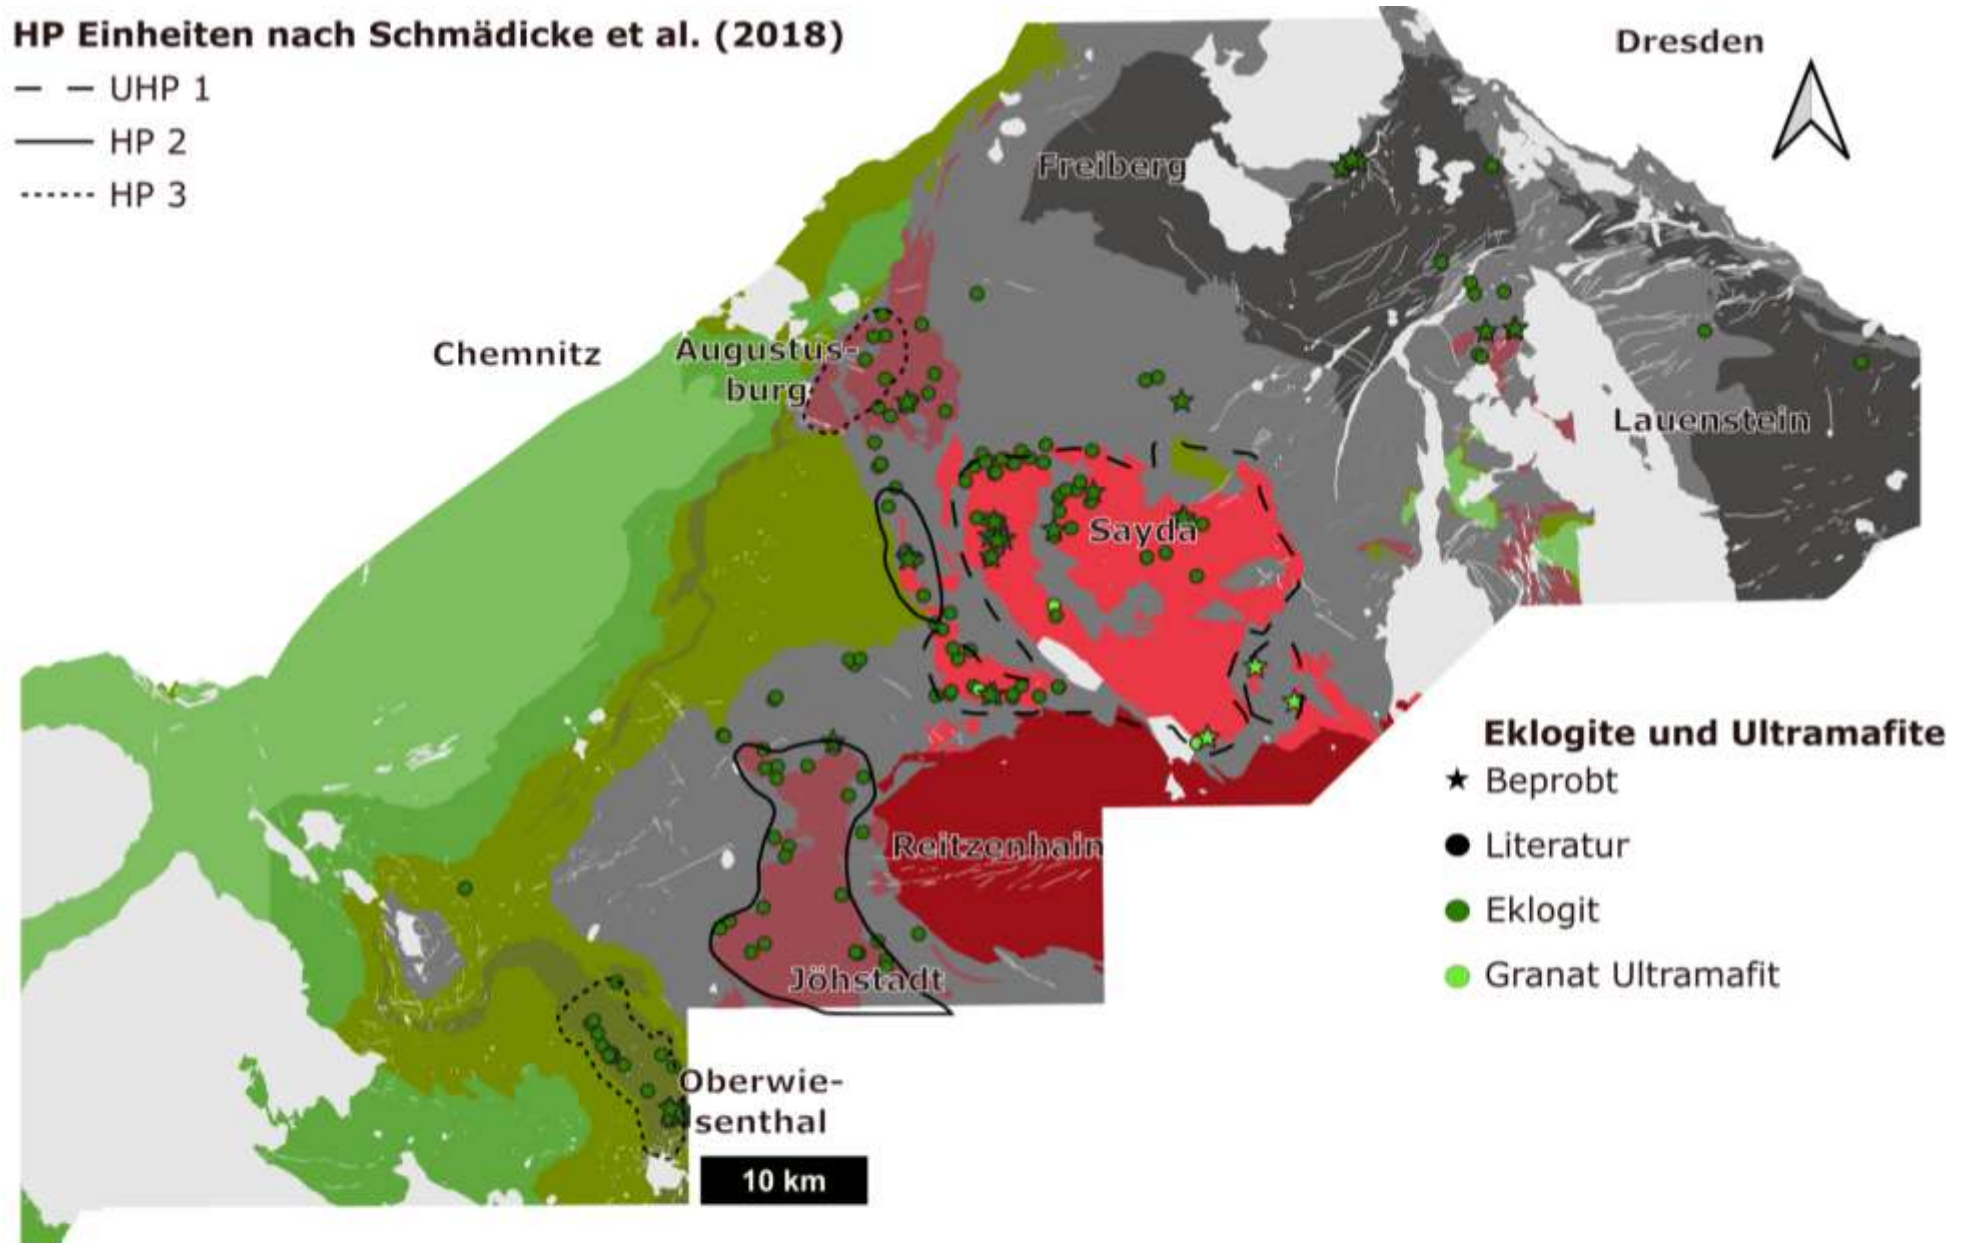 HP Einheiten nach Schmädicke et al. (2018)
UHP 1
HP 2
HP 3
Dresden
Freiberg
Chemnitz
Augustus-
burg
Lauenstein
Sayda
Eklogite und Ultramafite
Beprobt
Literatur
Eklogit
Granat Ultramafit
Reitzenhain
Jöhstadt
Oberwie-
senthal
10 km